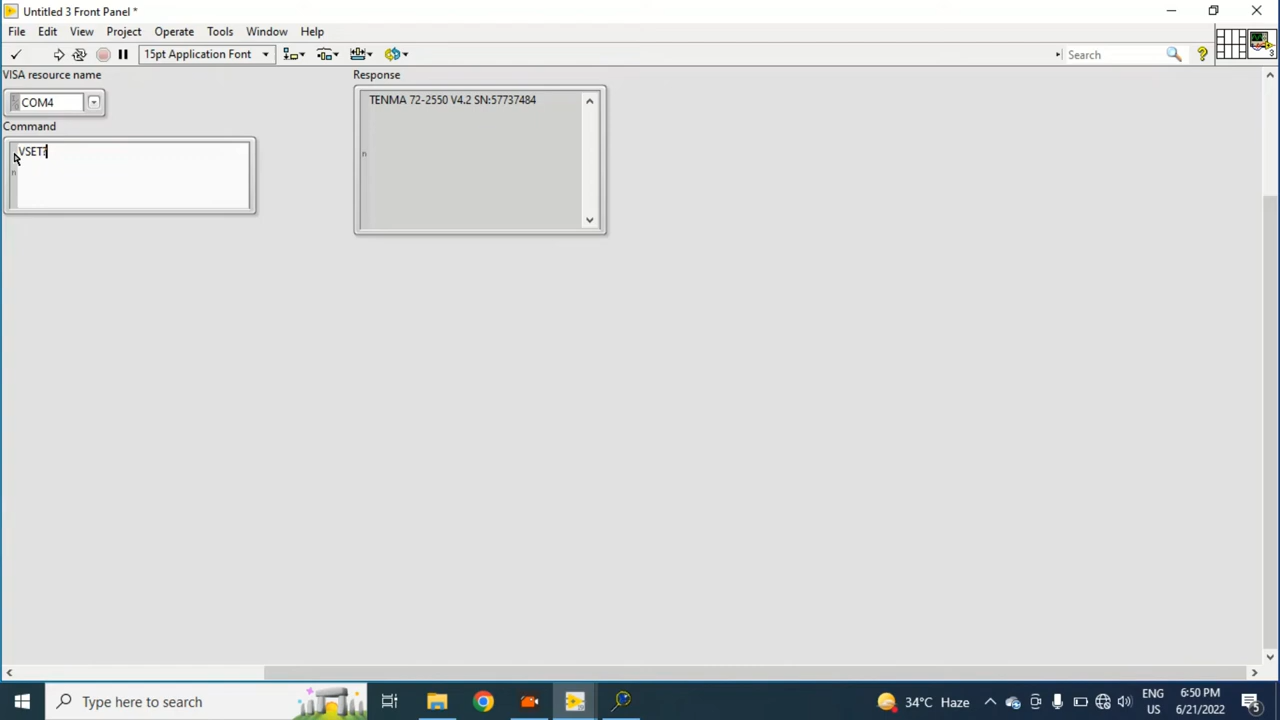 Untitled 3 Front Panel *
File Edit View Project Operate Tools Window Help
15pt Application Font
Search
?
3
VISA resource name
COM4
Command
n
Response
TENMA 72-2550 V4.2 SN:57737484
n
Type here to search
34°C Haze
ENG
US
6:50 PM
6/21/2022
5